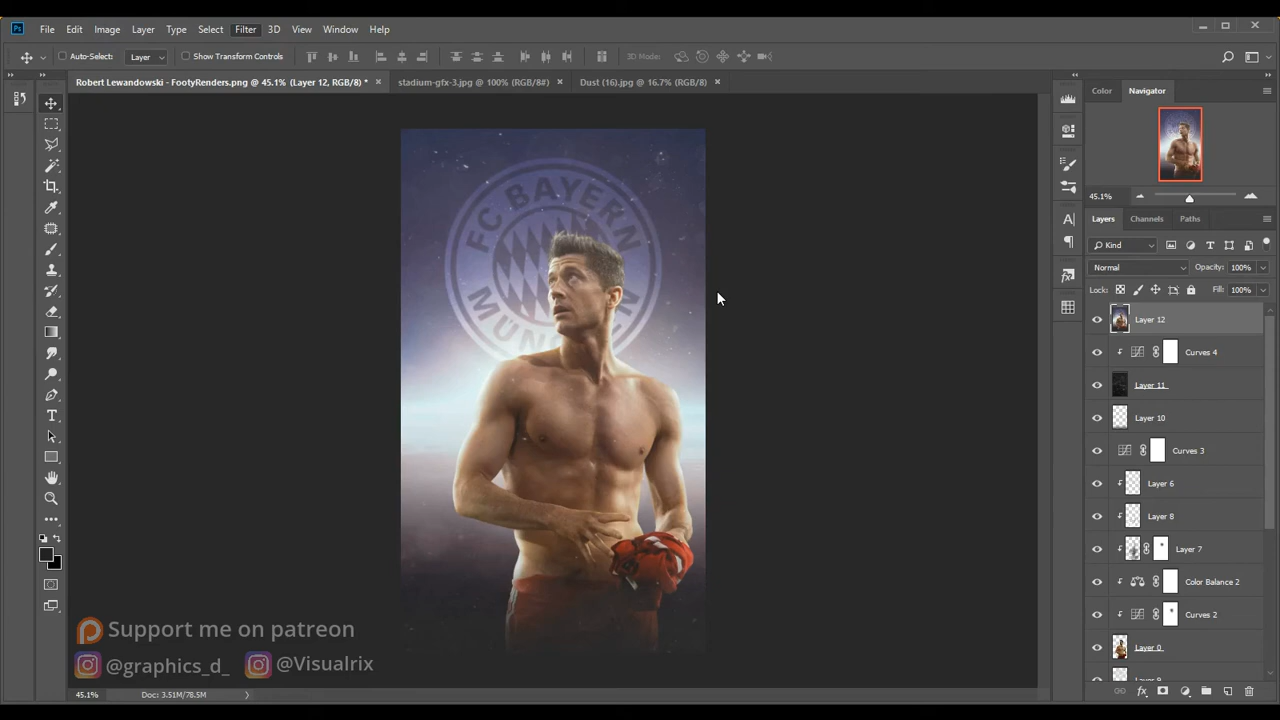 Ps File Edit Image Layer Type Select Filter 3D View Window Help
Auto-Select: Layer Show Transform Controls 3D Mode:
Robert Lewandowski - FootyRenders.png @ 45.1% (Layer 12, RGB/8) * × stadium-gfx-3.jpg @ 100% (RGB/8#) × Dust (16).jpg @ 16.7% (RGB/8) ×
Color Navigator
FC BAYERN
MÜNCHEN
45.1%
Layers Channels Paths
Kind
Normal Opacity: 100%
Lock: Fill: 100%
Layer 12
Curves 4
Layer 11
Layer 10
Curves 3
Layer 6
Layer 8
Layer 7
Color Balance 2
Curves 2
Layer 0
Layer 9
Support me on patreon
@graphics_d_ @Visualrix
45.1% Doc: 3.51M/78.5M